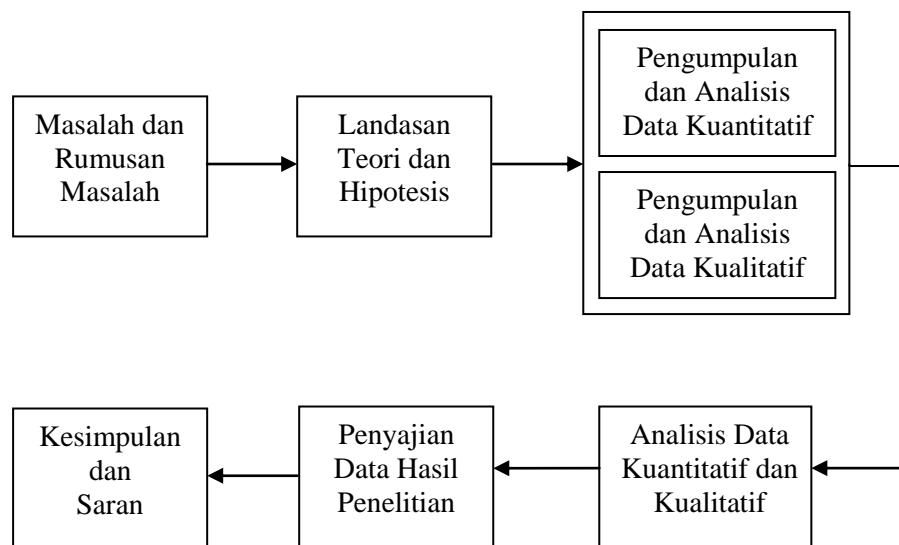 Masalah dan
Rumusan
Masalah
Landasan
Teori dan
Hipotesis
Pengumpulan
dan Analisis
Data Kuantitatif
Pengumpulan
dan Analisis
Data Kualitatif
Analisis Data
Kuantitatif dan
Kualitatif
Penyajian
Data Hasil
Penelitian
Kesimpulan
dan
Saran